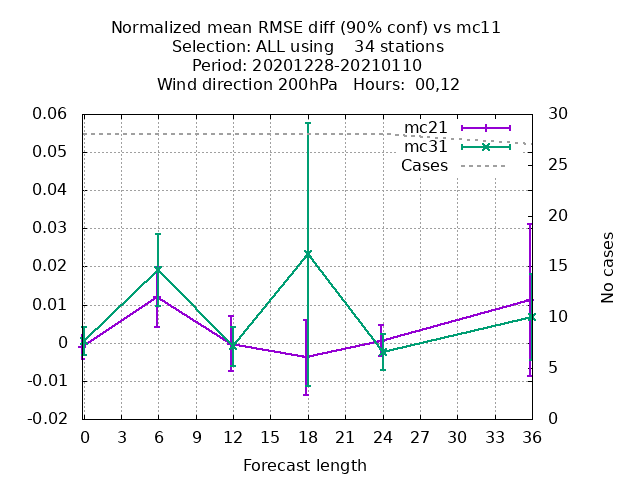 Normalized mean RMSE diff (90% conf) vs mc11
Selection: ALL using    34 stations
Period: 20201228-20210110
Wind direction 200hPa   Hours:  00,12
0.06
0.05
0.04
0.03
0.02
0.01
0
-0.01
-0.02
mc21
mc31
Cases
30
25
20
15
10
5
0
No cases
0 3 6 9 12 15 18 21 24 27 30 33 36
Forecast length